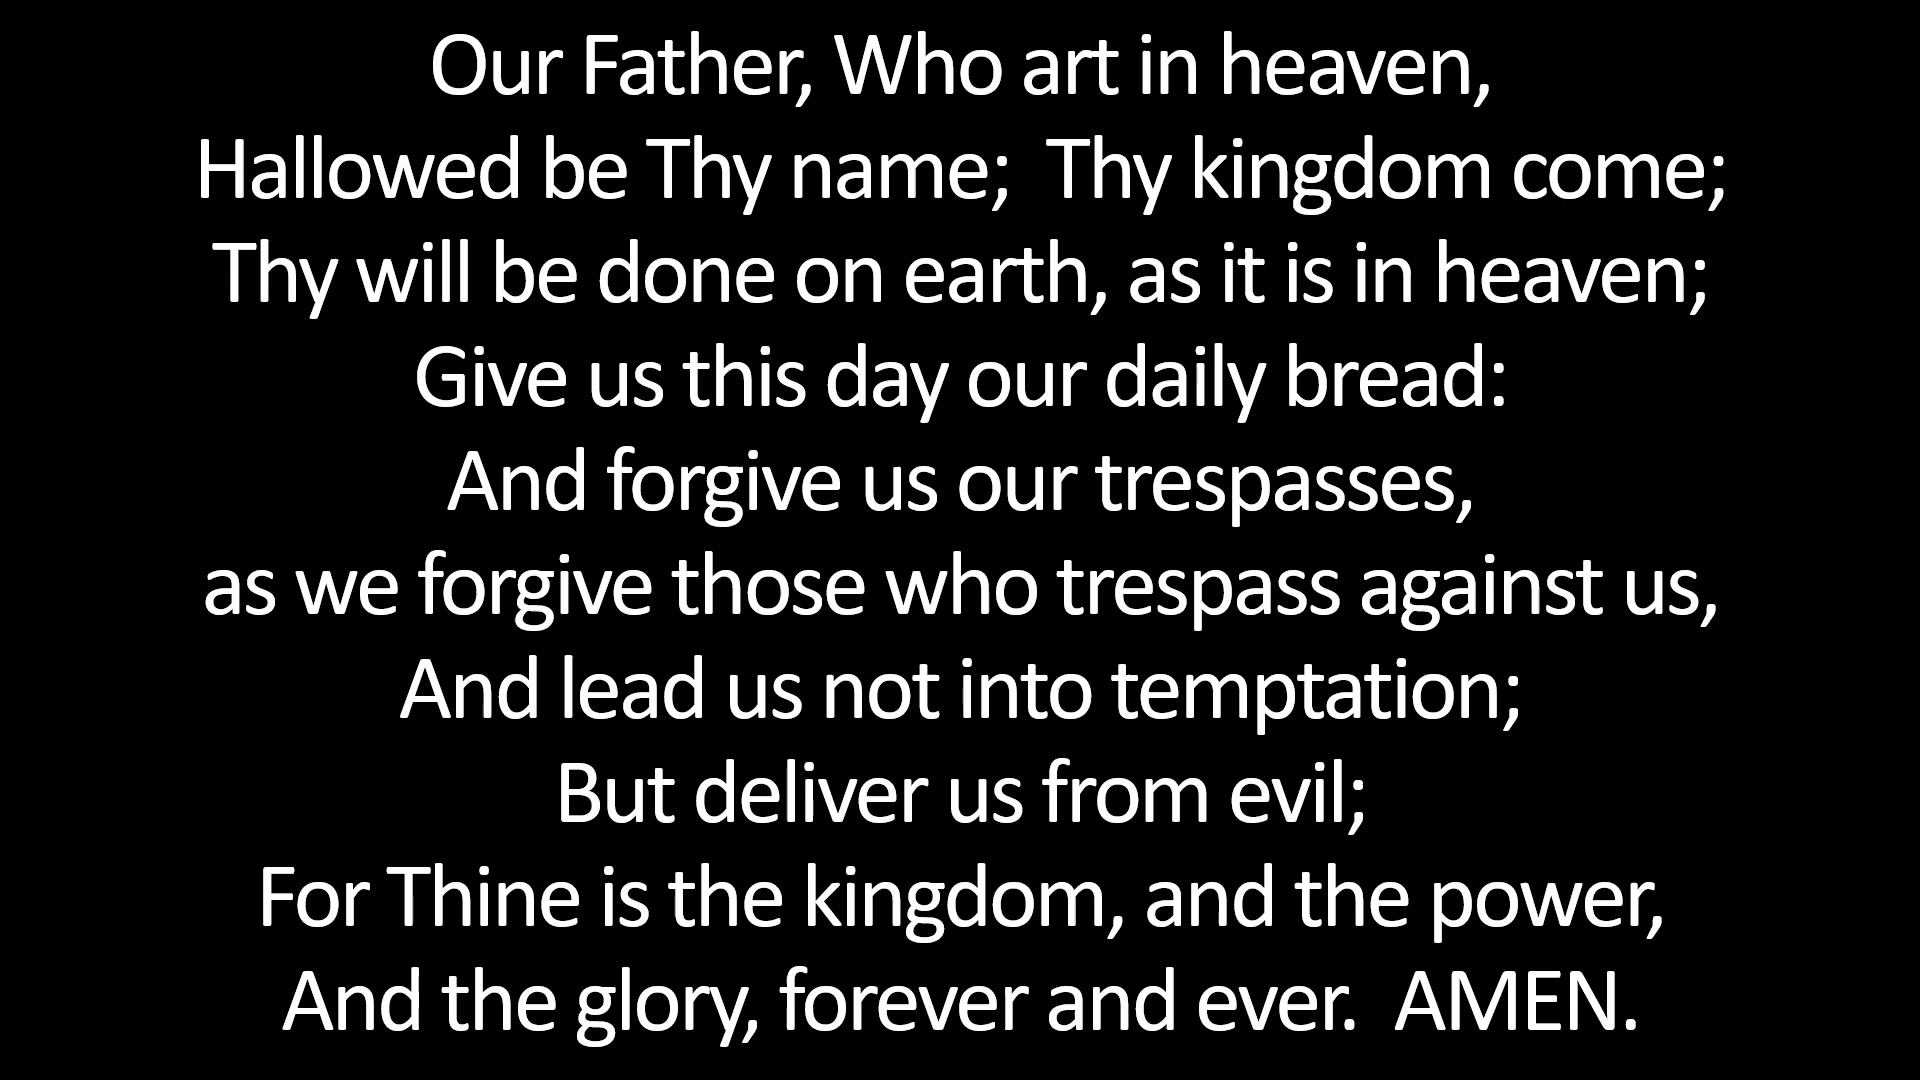 Our Father, Who art in heaven,
Hallowed be Thy name;  Thy kingdom come;
Thy will be done on earth, as it is in heaven;
Give us this day our daily bread:
And forgive us our trespasses,
as we forgive those who trespass against us,
And lead us not into temptation;
But deliver us from evil;
For Thine is the kingdom, and the power,
And the glory, forever and ever.  AMEN.